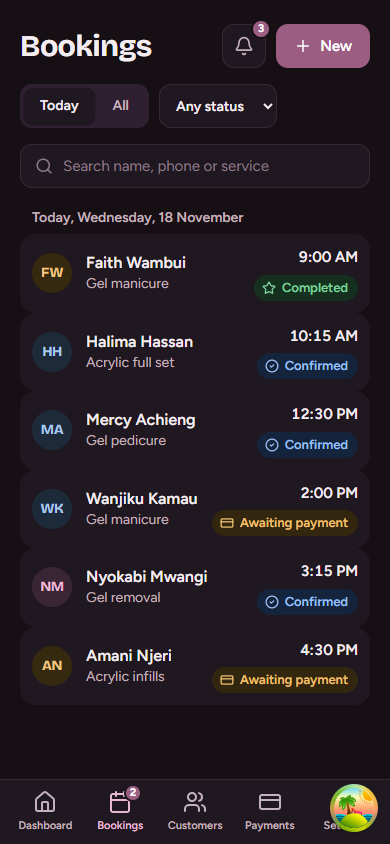 Bookings
3
New
Today
All
Any status
Search name, phone or service
Today, Wednesday, 18 November
FW
Faith Wambui
Gel manicure
9:00 AM
Completed
HH
Halima Hassan
Acrylic full set
10:15 AM
Confirmed
MA
Mercy Achieng
Gel pedicure
12:30 PM
Confirmed
WK
Wanjiku Kamau
Gel manicure
2:00 PM
Awaiting payment
NM
Nyokabi Mwangi
Gel removal
3:15 PM
Confirmed
AN
Amani Njeri
Acrylic infills
4:30 PM
Awaiting payment
2
Dashboard
Bookings
Customers
Payments